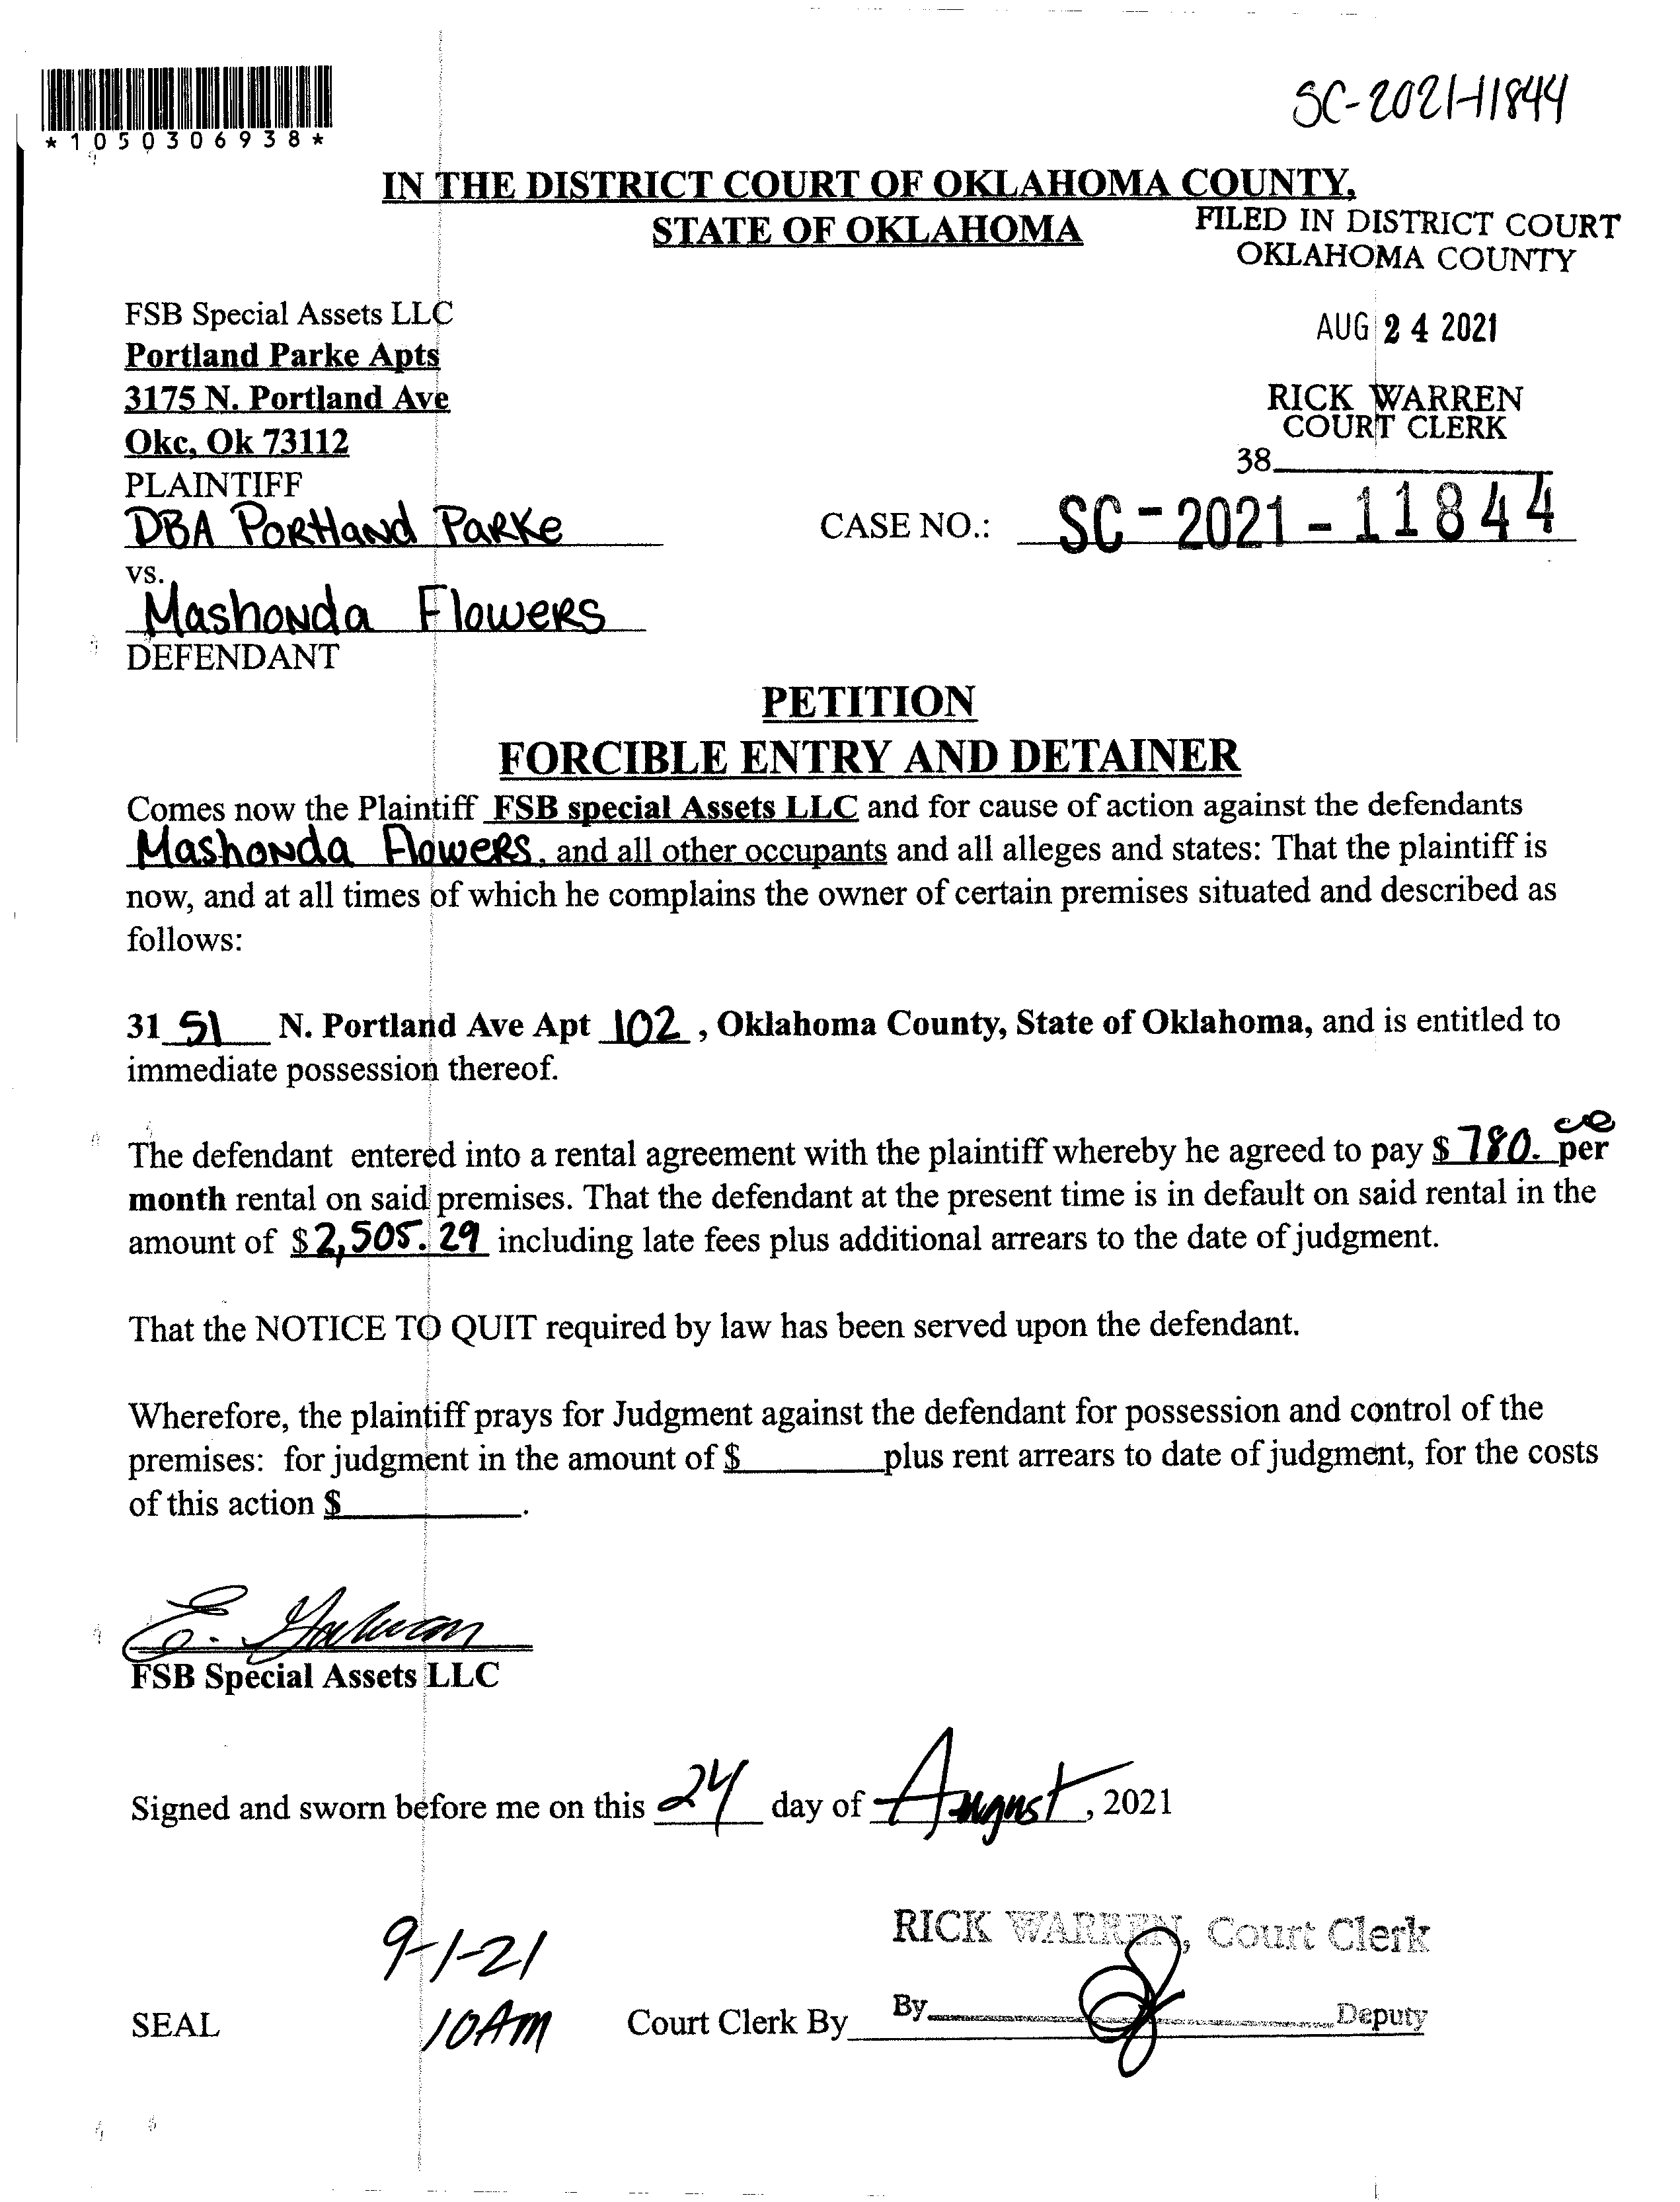 SC-2021-11844
*1050306938*
IN THE DISTRICT COURT OF OKLAHOMA COUNTY,
STATE OF OKLAHOMA
FILED IN DISTRICT COURT
OKLAHOMA COUNTY
FSB Special Assets LLC
Portland Parke Apts
3175 N. Portland Ave
Okc, Ok 73112
PLAINTIFF
AUG 24 2021
RICK WARREN
COURT CLERK
38
DBA Portland Parke
CASE NO.: SC-2021-11844
vs.
Mashonda Flowers
DEFENDANT
PETITION
FORCIBLE ENTRY AND DETAINER
Comes now the Plaintiff FSB special Assets LLC and for cause of action against the defendants
Mashonda Flowers, and all other occupants and all alleges and states: That the plaintiff is
now, and at all times of which he complains the owner of certain premises situated and described as
follows:
31 51 N. Portland Ave Apt 102, Oklahoma County, State of Oklahoma, and is entitled to
immediate possession thereof.
The defendant entered into a rental agreement with the plaintiff whereby he agreed to pay $ 780.00 per
month rental on said premises. That the defendant at the present time is in default on said rental in the
amount of $2,505.29 including late fees plus additional arrears to the date of judgment.
That the NOTICE TO QUIT required by law has been served upon the defendant.
Wherefore, the plaintiff prays for Judgment against the defendant for possession and control of the
premises: for judgment in the amount of $ plus rent arrears to date of judgment, for the costs
of this action $ .
E.
FSB Special Assets LLC
Signed and sworn before me on this 24 day of August, 2021
RICK WARREN, Court Clerk
9-1-21
10AM
SEAL
Court Clerk By By Deputy